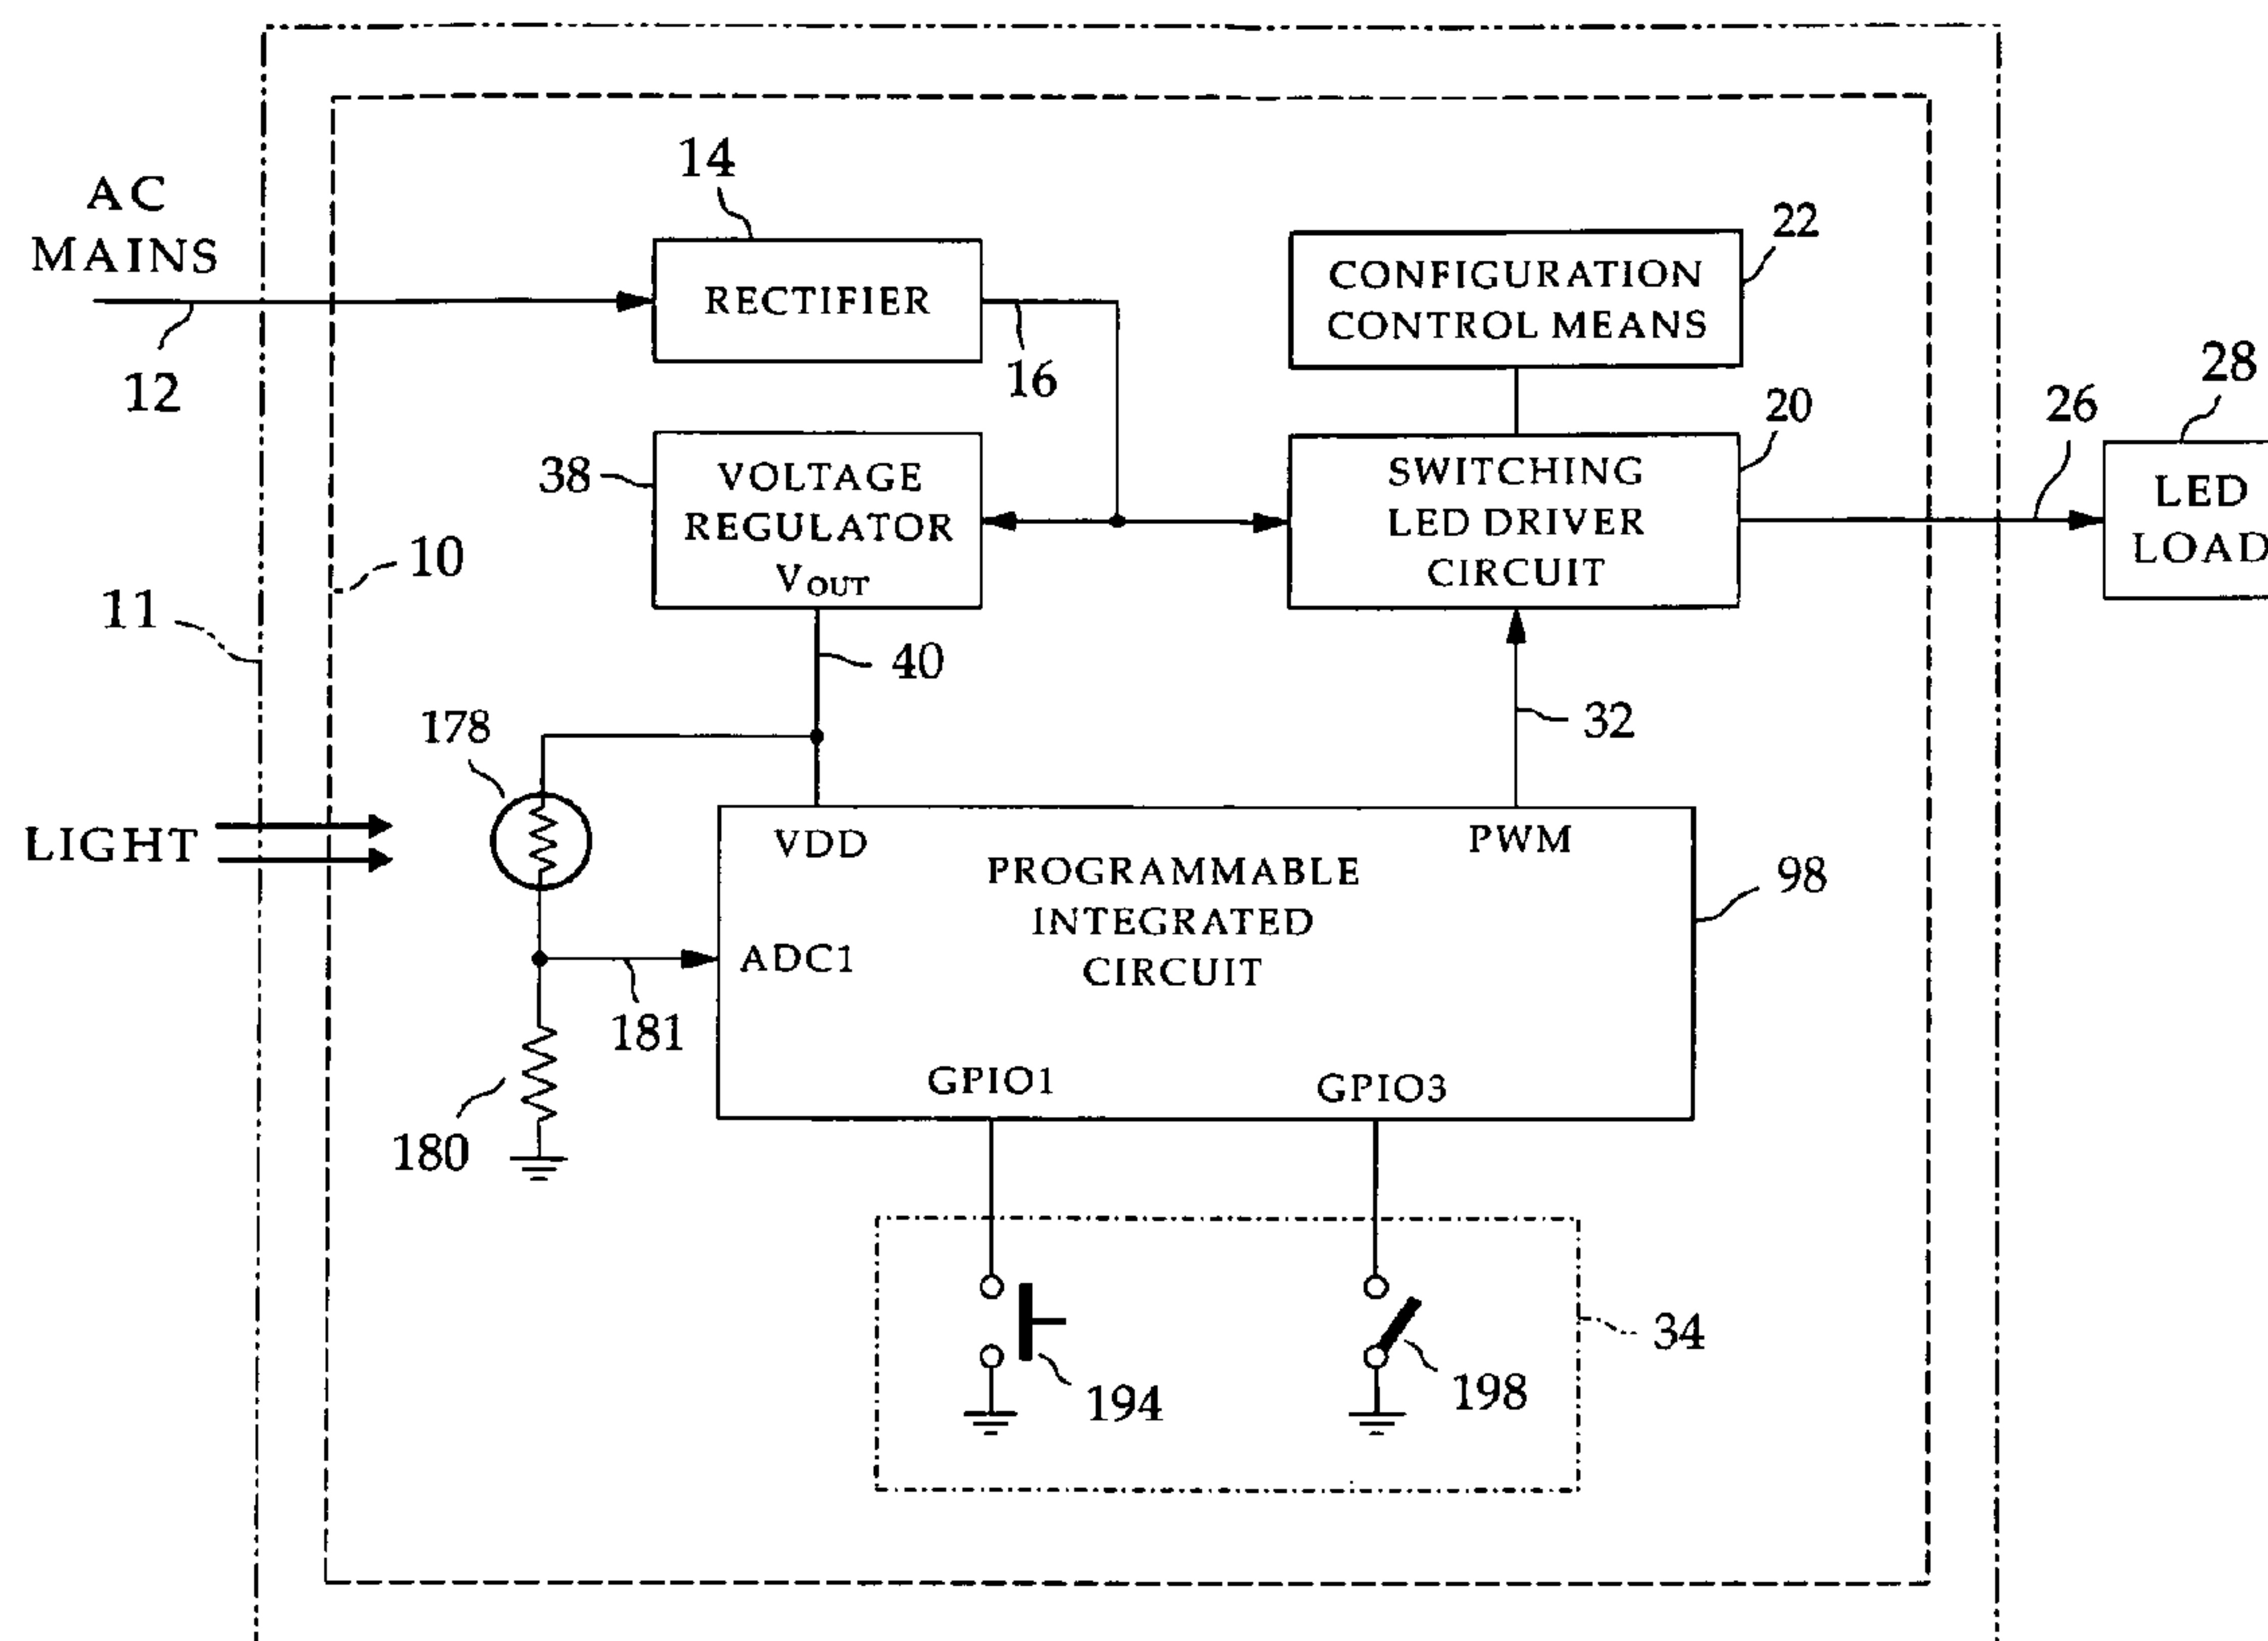 AC
MAINS
12
14
RECTIFIER
16
CONFIGURATION
CONTROL MEANS
22
38
VOLTAGE
REGULATOR
VOUT
SWITCHING
LED DRIVER
CIRCUIT
20
26
28
LED
LOAD
10
11
40
32
178
LIGHT
VDD
PWM
PROGRAMMABLE
INTEGRATED
CIRCUIT
98
ADC1
181
180
GPIO1
GPIO3
194
198
34